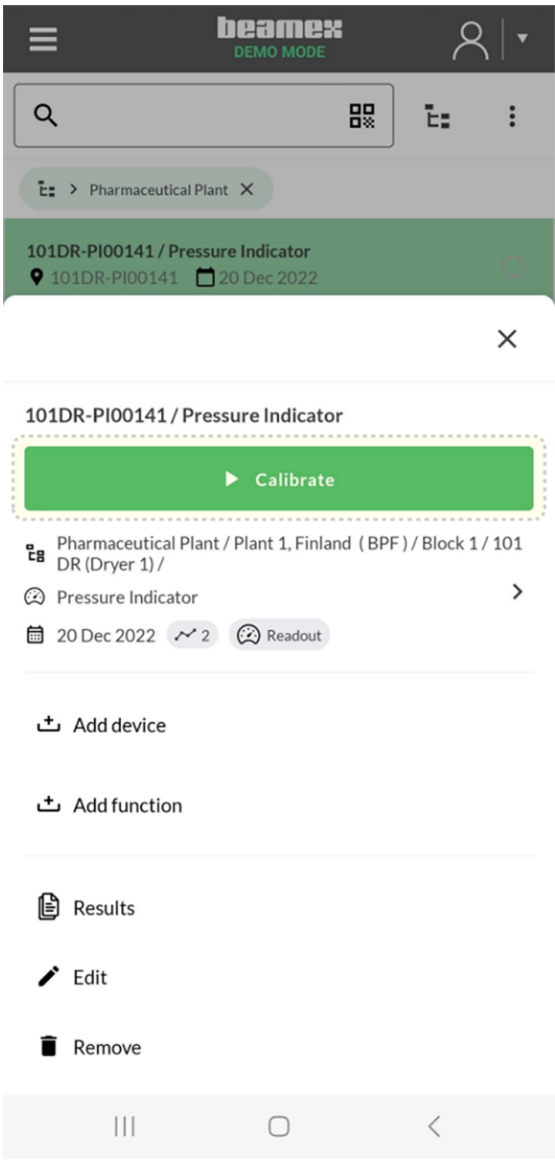 beamex
DEMO MODE
> Pharmaceutical Plant ×
101DR-PI00141 / Pressure Indicator
101DR-PI00141 20 Dec 2022
101DR-PI00141 / Pressure Indicator
Calibrate
Pharmaceutical Plant / Plant 1, Finland ( BPF ) / Block 1 / 101
DR (Dryer 1) /
Pressure Indicator
20 Dec 2022 2 Readout
Add device
Add function
Results
Edit
Remove